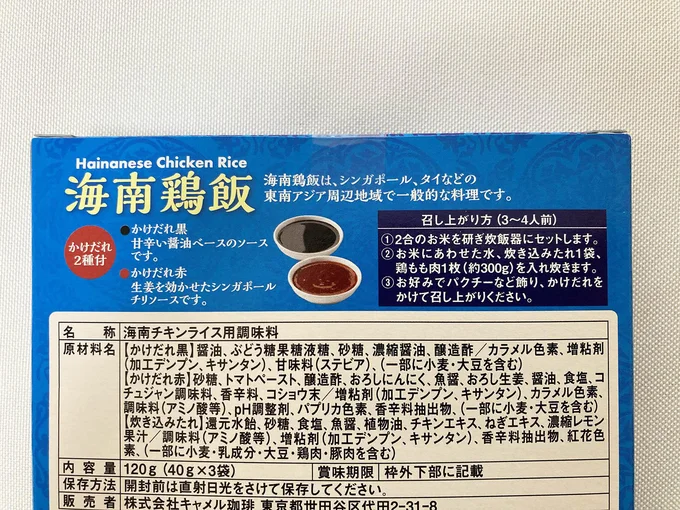 Hainanese Chicken Rice
海南鶏飯
海南鶏飯は、シンガポール、タイなどの
東南アジア周辺地域で一般的な料理です。
かけだれ
2種付
●かけだれ黒
甘辛い醤油ベースのソース
です。
●かけだれ赤
生姜を効かせたシンガポール
チリソースです。
召し上がり方（3〜4人前）
①2合のお米を研ぎ炊飯器にセットします。
②お米にあわせた水、炊き込みたれ1袋、
鶏もも肉1枚（約300g）を入れ炊きます。
③お好みでパクチーなど飾り、かけだれを
かけて召し上がりください。
名称 海南チキンライス用調味料
原材料名 【かけだれ黒】醤油、ぶどう糖果糖液糖、砂糖、濃縮醤油、醸造酢／カラメル色素、増粘剤
（加工デンプン、キサンタン）、甘味料（ステビア）、（一部に小麦・大豆を含む）
【かけだれ赤】砂糖、トマトペースト、醸造酢、おろしにんにく、魚醤、おろし生姜、醤油、食塩、コ
チュジャン調味料、香辛料、コショウ末／増粘剤（加工デンプン、キサンタン）、カラメル色素、
調味料（アミノ酸等）、pH調整剤、パプリカ色素、香辛料抽出物、（一部に小麦・大豆を含む）
【炊き込みたれ】還元水飴、砂糖、食塩、魚醤、植物油、チキンエキス、ねぎエキス、濃縮レモン
果汁／調味料（アミノ酸等）、増粘剤（加工デンプン、キサンタン）、香辛料抽出物、紅花色
素、（一部に小麦・乳成分・大豆・鶏肉・豚肉を含む）
内容量 120g（40g×3袋） 賞味期限 枠外下部に記載
保存方法 開封前は直射日光をさけて保存してください。
販売者 株式会社キャメル珈琲 東京都世田谷区代田2-31-8